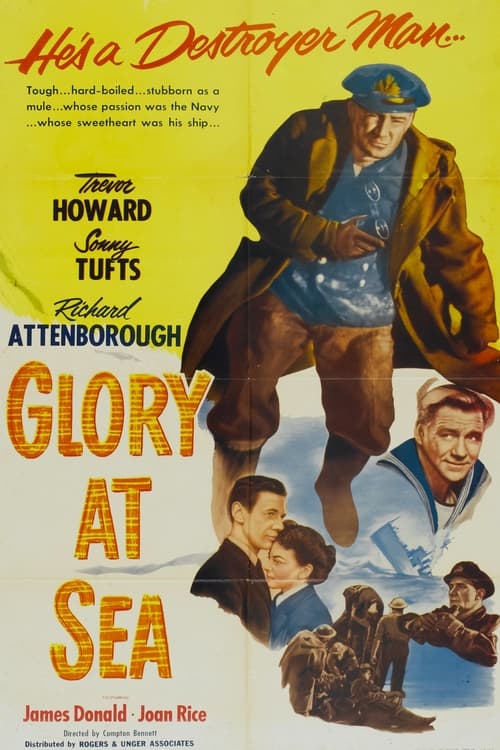 He's a Destroyer Man...
Tough...hard-boiled...stubborn as a
mule...whose passion was the Navy
...whose sweetheart was his ship...
Trevor
HOWARD
Sonny
TUFTS
Richard
ATTENBOROUGH
GLORY
AT
SEA
James Donald · Joan Rice
Directed by Compton Bennett
Distributed by ROGERS & UNGER ASSOCIATES